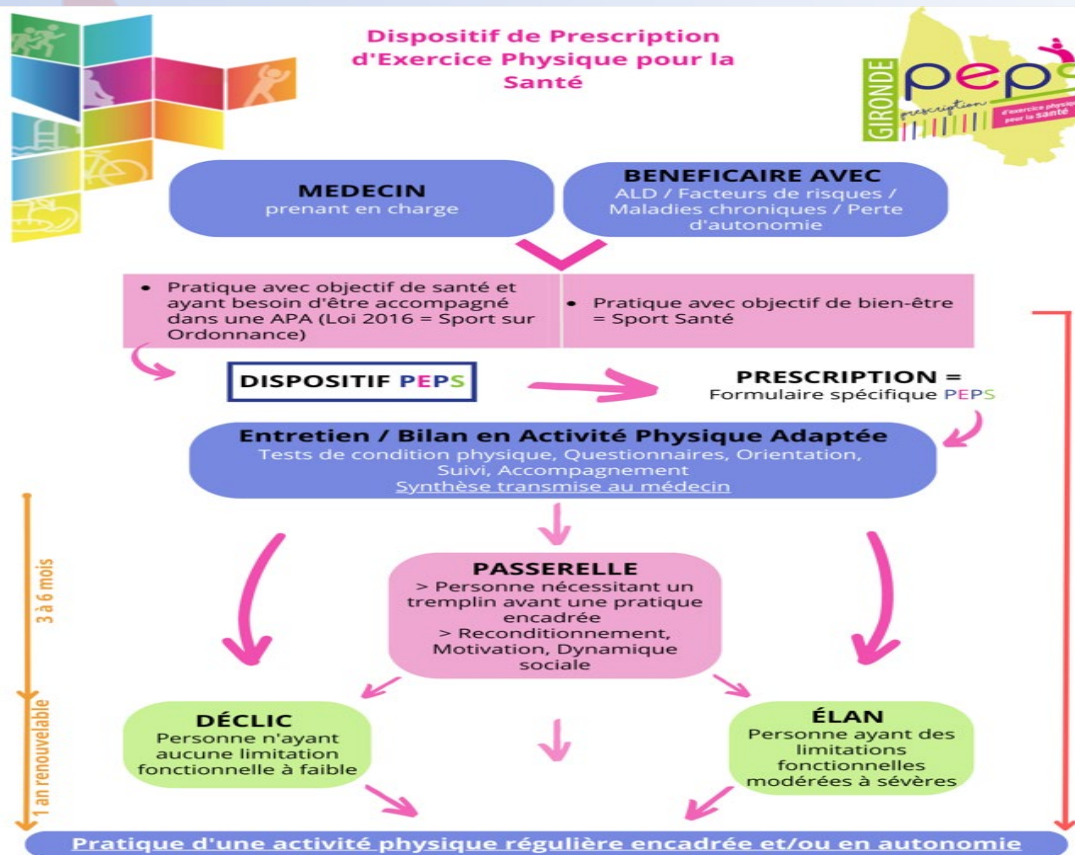 Dispositif de Prescription
d'Exercice Physique pour la
Santé
GIRONDE
peps
prescription
d'exercice physique
pour la santé
MEDECIN
prenant en charge
BENEFICAIRE AVEC
ALD / Facteurs de risques /
Maladies chroniques / Perte
d'autonomie
• Pratique avec objectif de santé et
ayant besoin d'être accompagné
dans une APA (Loi 2016 = Sport sur
Ordonnance)
• Pratique avec objectif de bien-être
= Sport Santé
DISPOSITIF PEPS
PRESCRIPTION =
Formulaire spécifique PEPS
Entretien / Bilan en Activité Physique Adaptée
Tests de condition physique, Questionnaires, Orientation,
Suivi, Accompagnement
Synthèse transmise au médecin
3 à 6 mois
PASSERELLE
> Personne nécessitant un
tremplin avant une pratique
encadrée
> Reconditionnement,
Motivation, Dynamique
sociale
1 an renouvelable
DÉCLIC
Personne n'ayant
aucune limitation
fonctionnelle à faible
ÉLAN
Personne ayant des
limitations
fonctionnelles
modérées à sévères
Pratique d'une activité physique régulière encadrée et/ou en autonomie